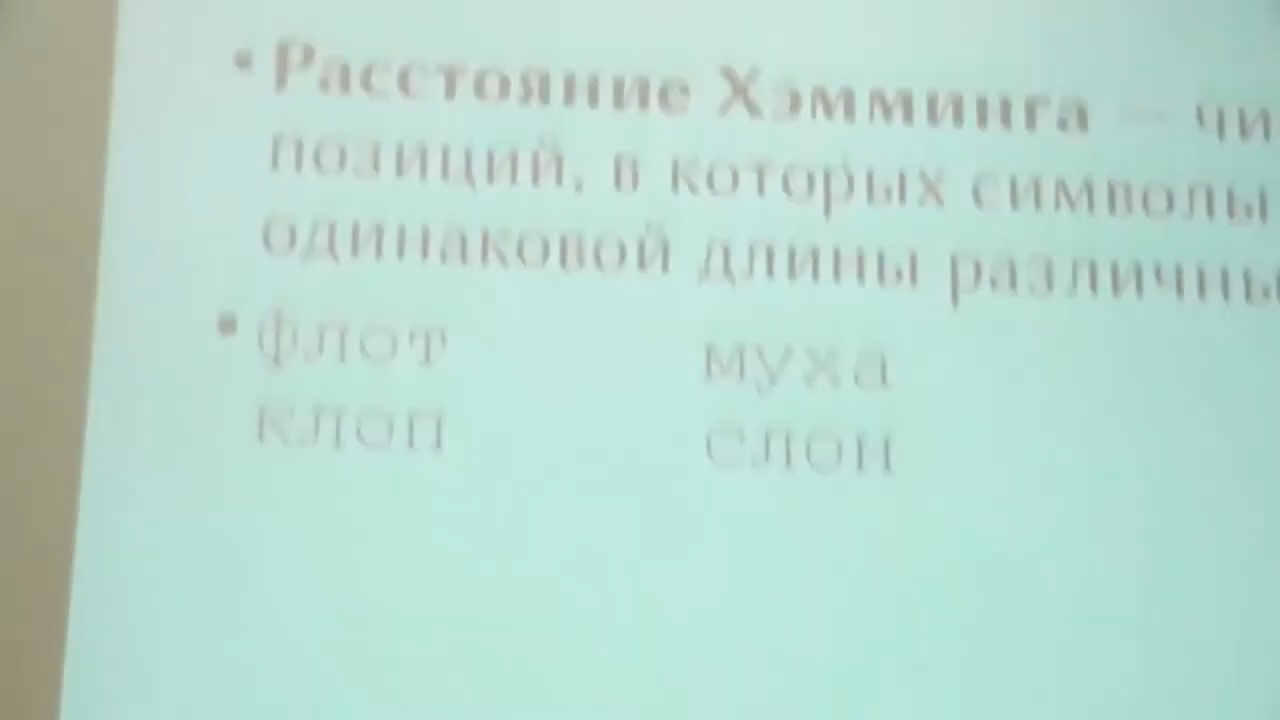 • Расстояние Хэмминга – чи
позиций, в которых символы
одинаковой длины различны
• флот муха
клоп слон